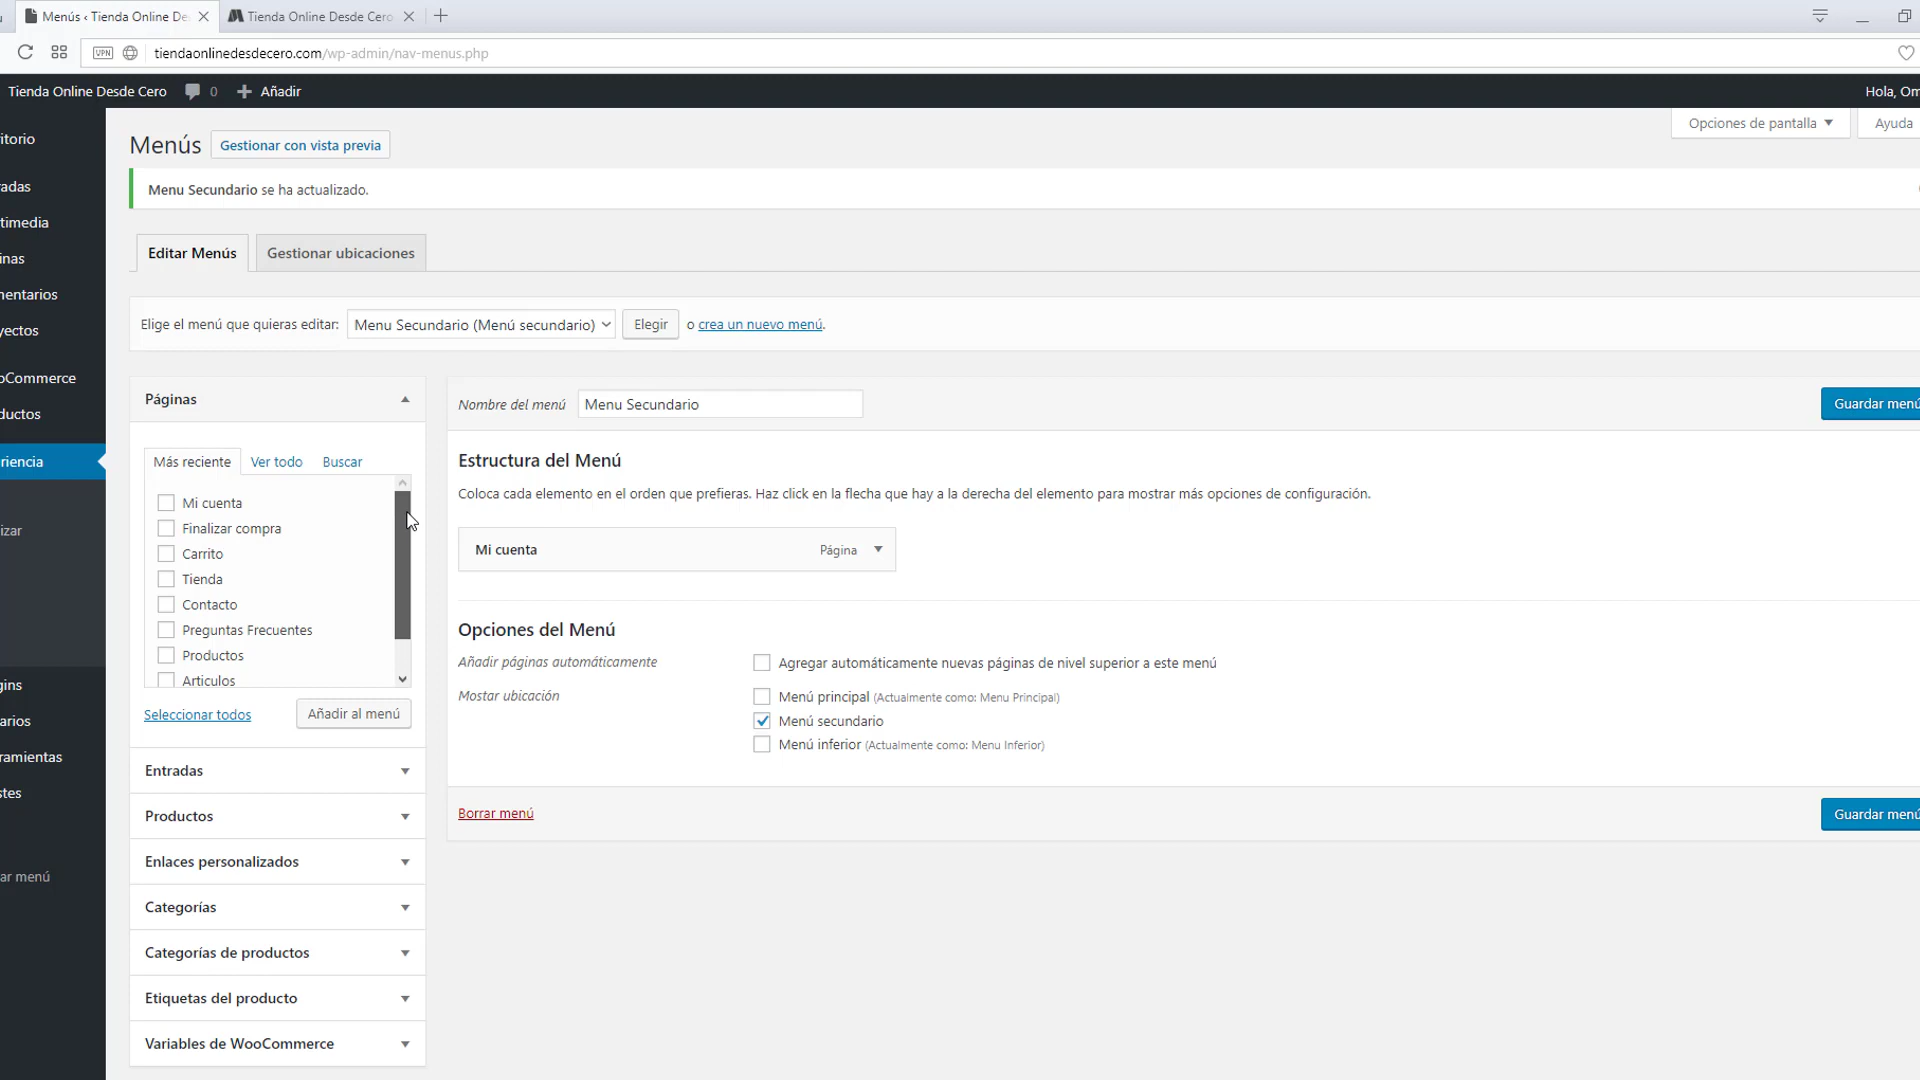 Menús ‹ Tienda Online De
Tienda Online Desde Cero
VPN
tiendaonlinedesdecero.com/wp-admin/nav-menus.php
Tienda Online Desde Cero
0
Añadir
Hola, Om
itorio
adas
timedia
inas
nentarios
yectos
oCommerce
ductos
riencia
izar
gins
arios
ramientas
stes
ar menú
Menús
Gestionar con vista previa
Opciones de pantalla
Ayuda
Menu Secundario se ha actualizado.
Editar Menús
Gestionar ubicaciones
Elige el menú que quieras editar:
Menu Secundario (Menú secundario)
Elegir
o crea un nuevo menú.
Páginas
Más reciente
Ver todo
Buscar
Mi cuenta
Finalizar compra
Carrito
Tienda
Contacto
Preguntas Frecuentes
Productos
Articulos
Seleccionar todos
Añadir al menú
Entradas
Productos
Enlaces personalizados
Categorías
Categorías de productos
Etiquetas del producto
Variables de WooCommerce
Nombre del menú
Menu Secundario
Guardar menú
Estructura del Menú
Coloca cada elemento en el orden que prefieras. Haz click en la flecha que hay a la derecha del elemento para mostrar más opciones de configuración.
Mi cuenta
Página
Opciones del Menú
Añadir páginas automáticamente
Agregar automáticamente nuevas páginas de nivel superior a este menú
Mostar ubicación
Menú principal (Actualmente como: Menu Principal)
Menú secundario
Menú inferior (Actualmente como: Menu Inferior)
Borrar menú
Guardar menú